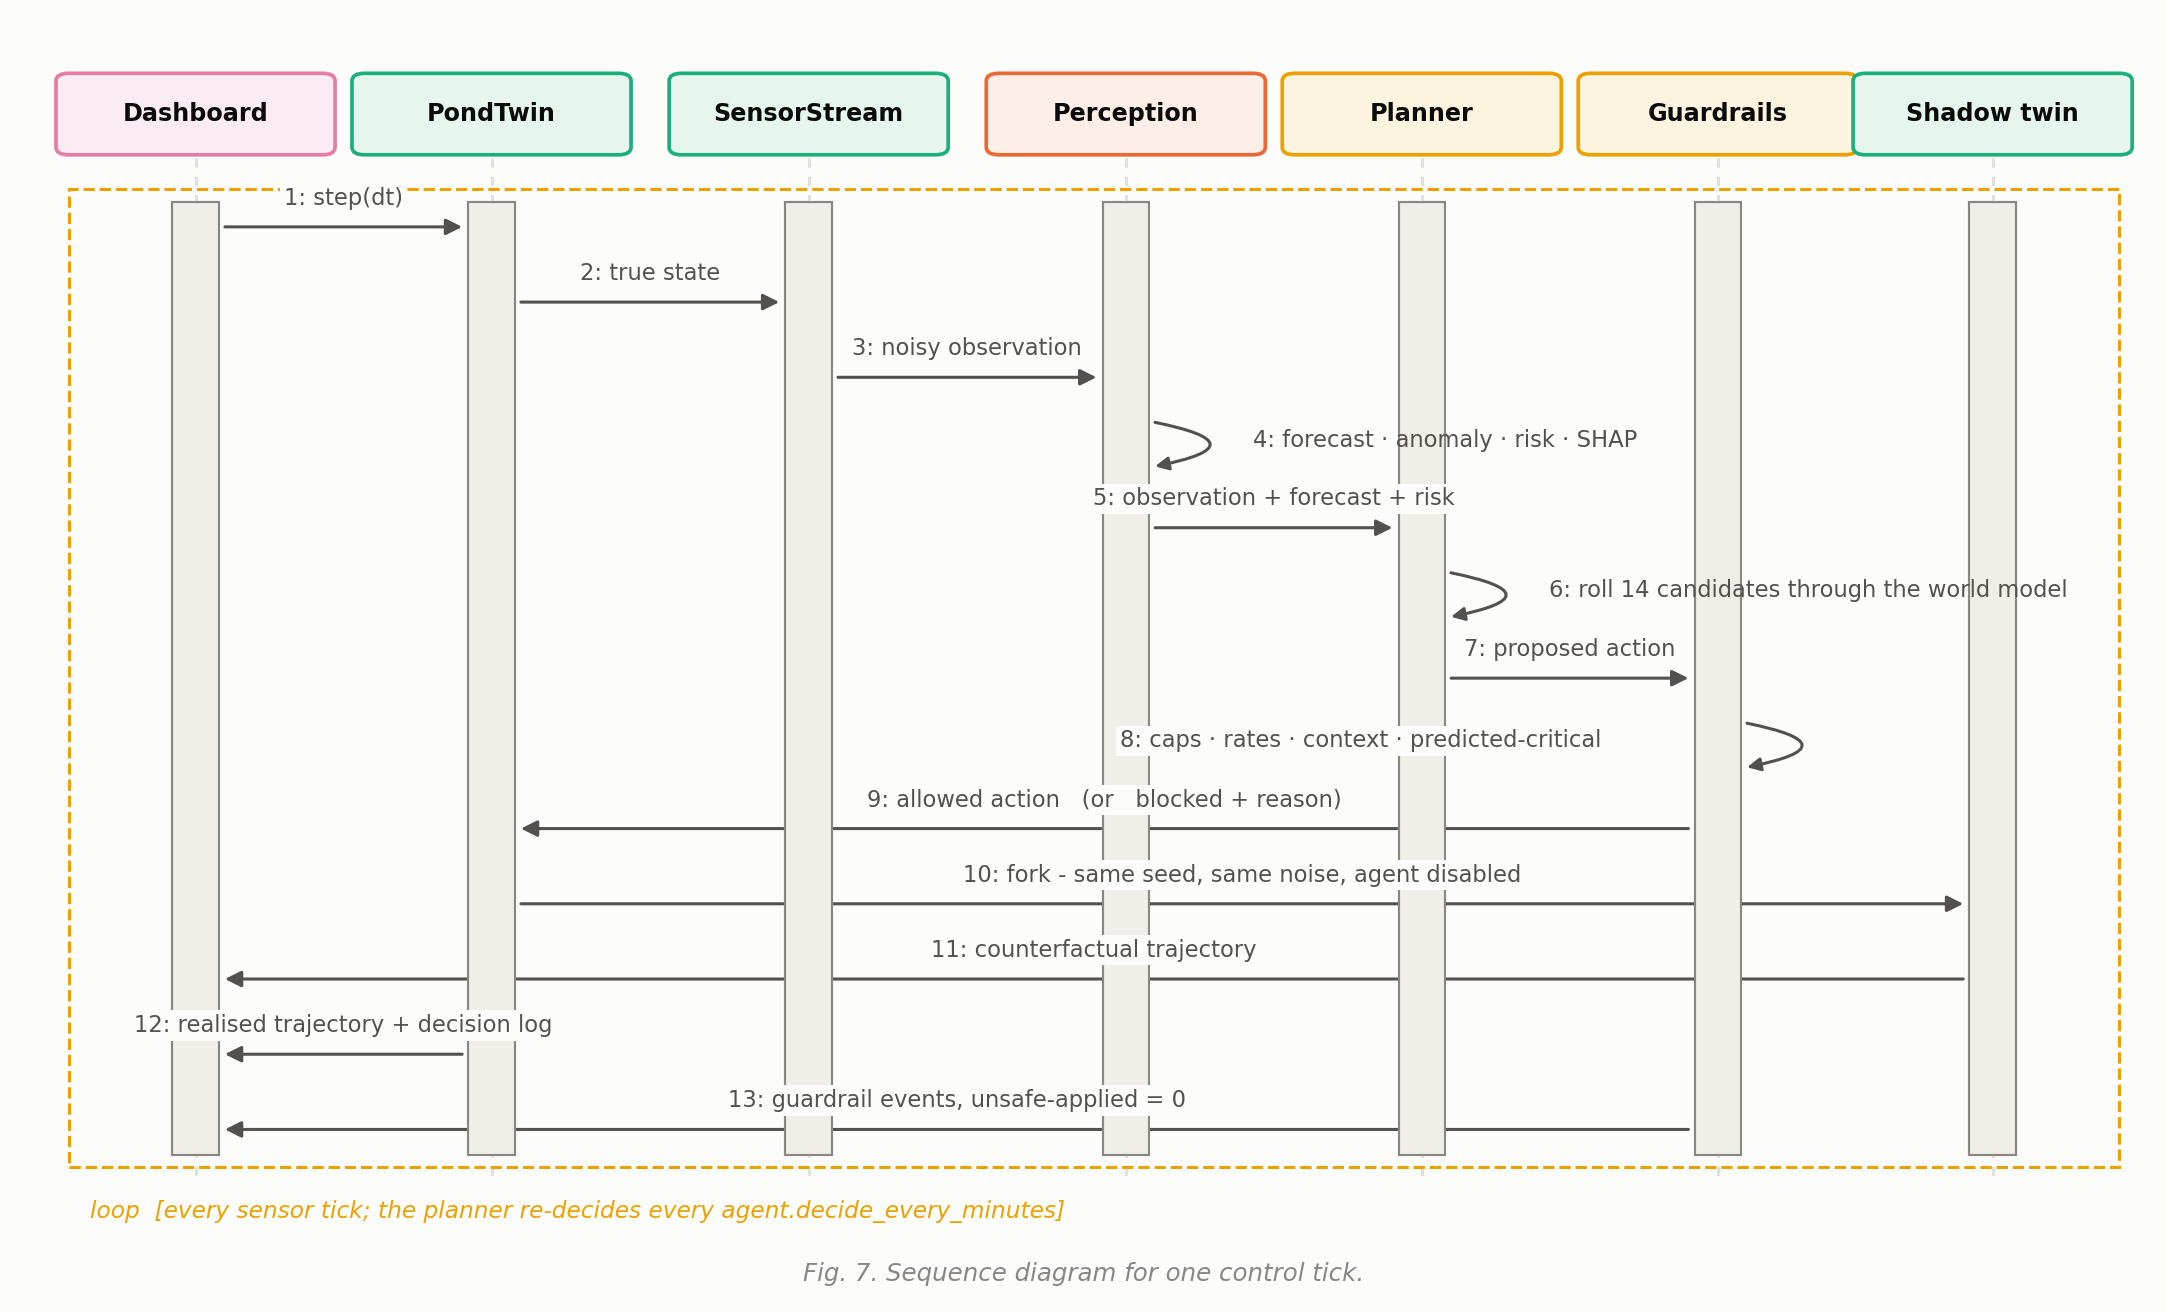 Dashboard
PondTwin
SensorStream
Perception
Planner
Guardrails
Shadow twin
1: step(dt)
2: true state
3: noisy observation
4: forecast · anomaly · risk · SHAP
5: observation + forecast + risk
6: roll 14 candidates through the world model
7: proposed action
8: caps · rates · context · predicted-critical
9: allowed action (or blocked + reason)
10: fork - same seed, same noise, agent disabled
11: counterfactual trajectory
12: realised trajectory + decision log
13: guardrail events, unsafe-applied = 0
loop [every sensor tick; the planner re-decides every agent.decide_every_minutes]
Fig. 7. Sequence diagram for one control tick.